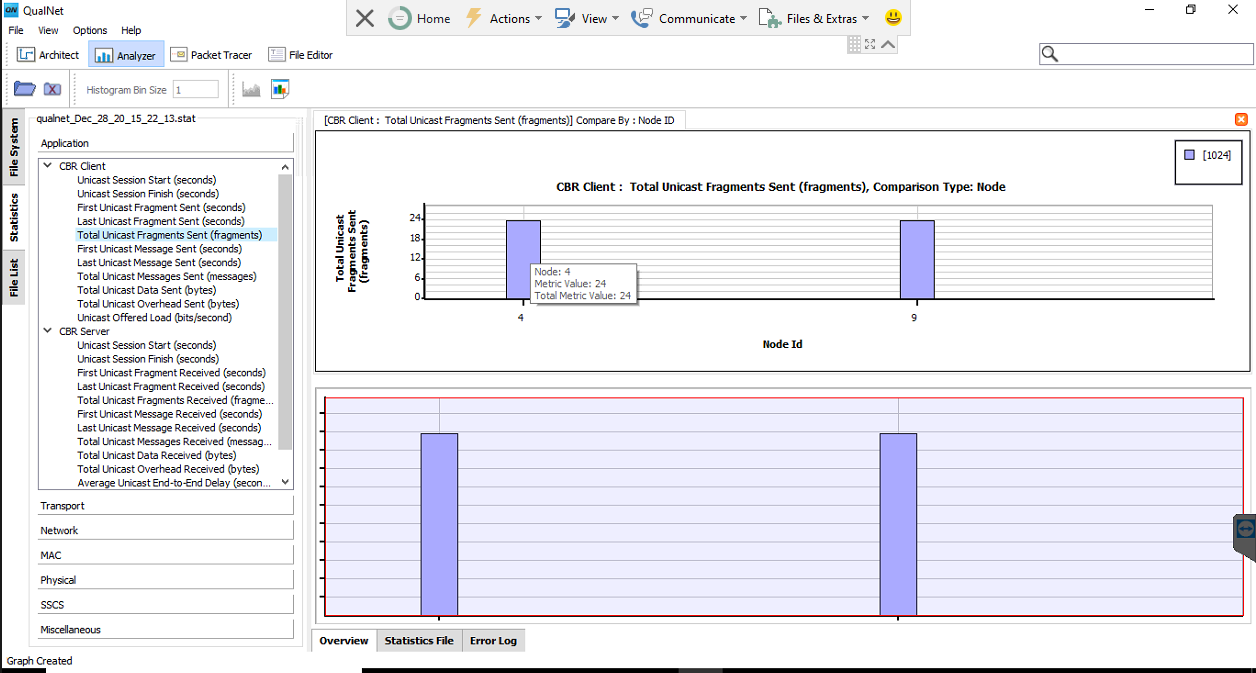 QN QualNet
Home Actions View Communicate Files & Extras
File View Options Help
Architect Analyzer Packet Tracer File Editor
Histogram Bin Size 1
File System
Statistics
File List
qualnet_Dec_28_20_15_22_13.stat
Application
CBR Client
Unicast Session Start (seconds)
Unicast Session Finish (seconds)
First Unicast Fragment Sent (seconds)
Last Unicast Fragment Sent (seconds)
Total Unicast Fragments Sent (fragments)
First Unicast Message Sent (seconds)
Last Unicast Message Sent (seconds)
Total Unicast Messages Sent (messages)
Total Unicast Data Sent (bytes)
Total Unicast Overhead Sent (bytes)
Unicast Offered Load (bits/second)
CBR Server
Unicast Session Start (seconds)
Unicast Session Finish (seconds)
First Unicast Fragment Received (seconds)
Last Unicast Fragment Received (seconds)
Total Unicast Fragments Received (fragme...
First Unicast Message Received (seconds)
Last Unicast Message Received (seconds)
Total Unicast Messages Received (messag...
Total Unicast Data Received (bytes)
Total Unicast Overhead Received (bytes)
Average Unicast End-to-End Delay (secon...
Transport
Network
MAC
Physical
SSCS
Miscellaneous
[CBR Client : Total Unicast Fragments Sent (fragments)] Compare By : Node ID
[1024]
CBR Client : Total Unicast Fragments Sent (fragments), Comparison Type: Node
Total Unicast
Fragments Sent
(fragments)
24
18
12
6
0
Node: 4
Metric Value: 24
Total Metric Value: 24
4 9
Node Id
Overview Statistics File Error Log
Graph Created